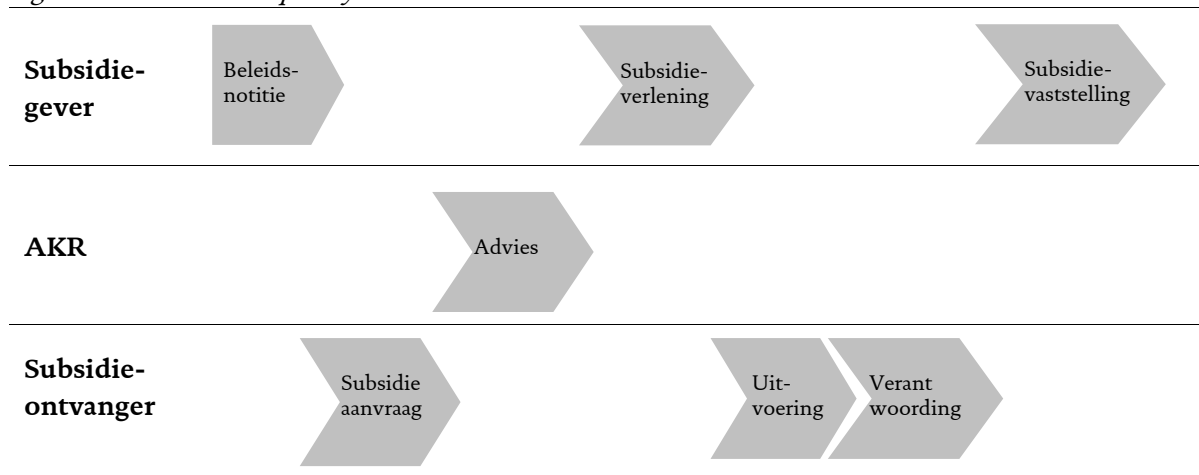 Subsidie-
gever
Beleids-
notitie
Subsidie-
verlening
Subsidie-
vaststelling
AKR
Advies
Subsidie-
ontvanger
Subsidie
aanvraag
Uit-
voering
Verant
woording